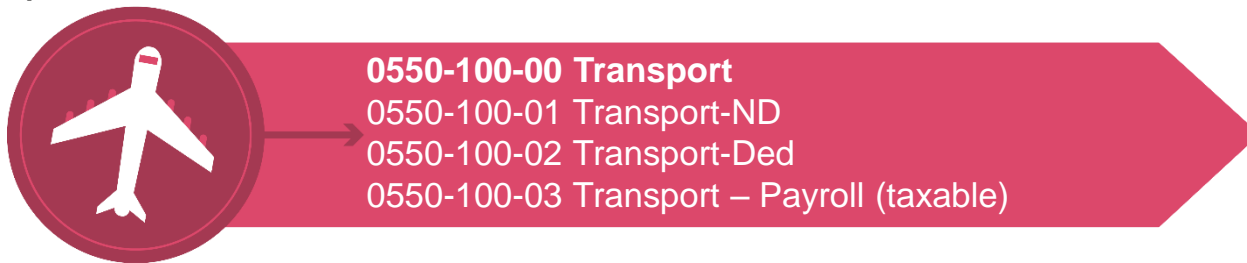 0550-100-00 Transport
0550-100-01 Transport-ND
0550-100-02 Transport-Ded
0550-100-03 Transport – Payroll (taxable)